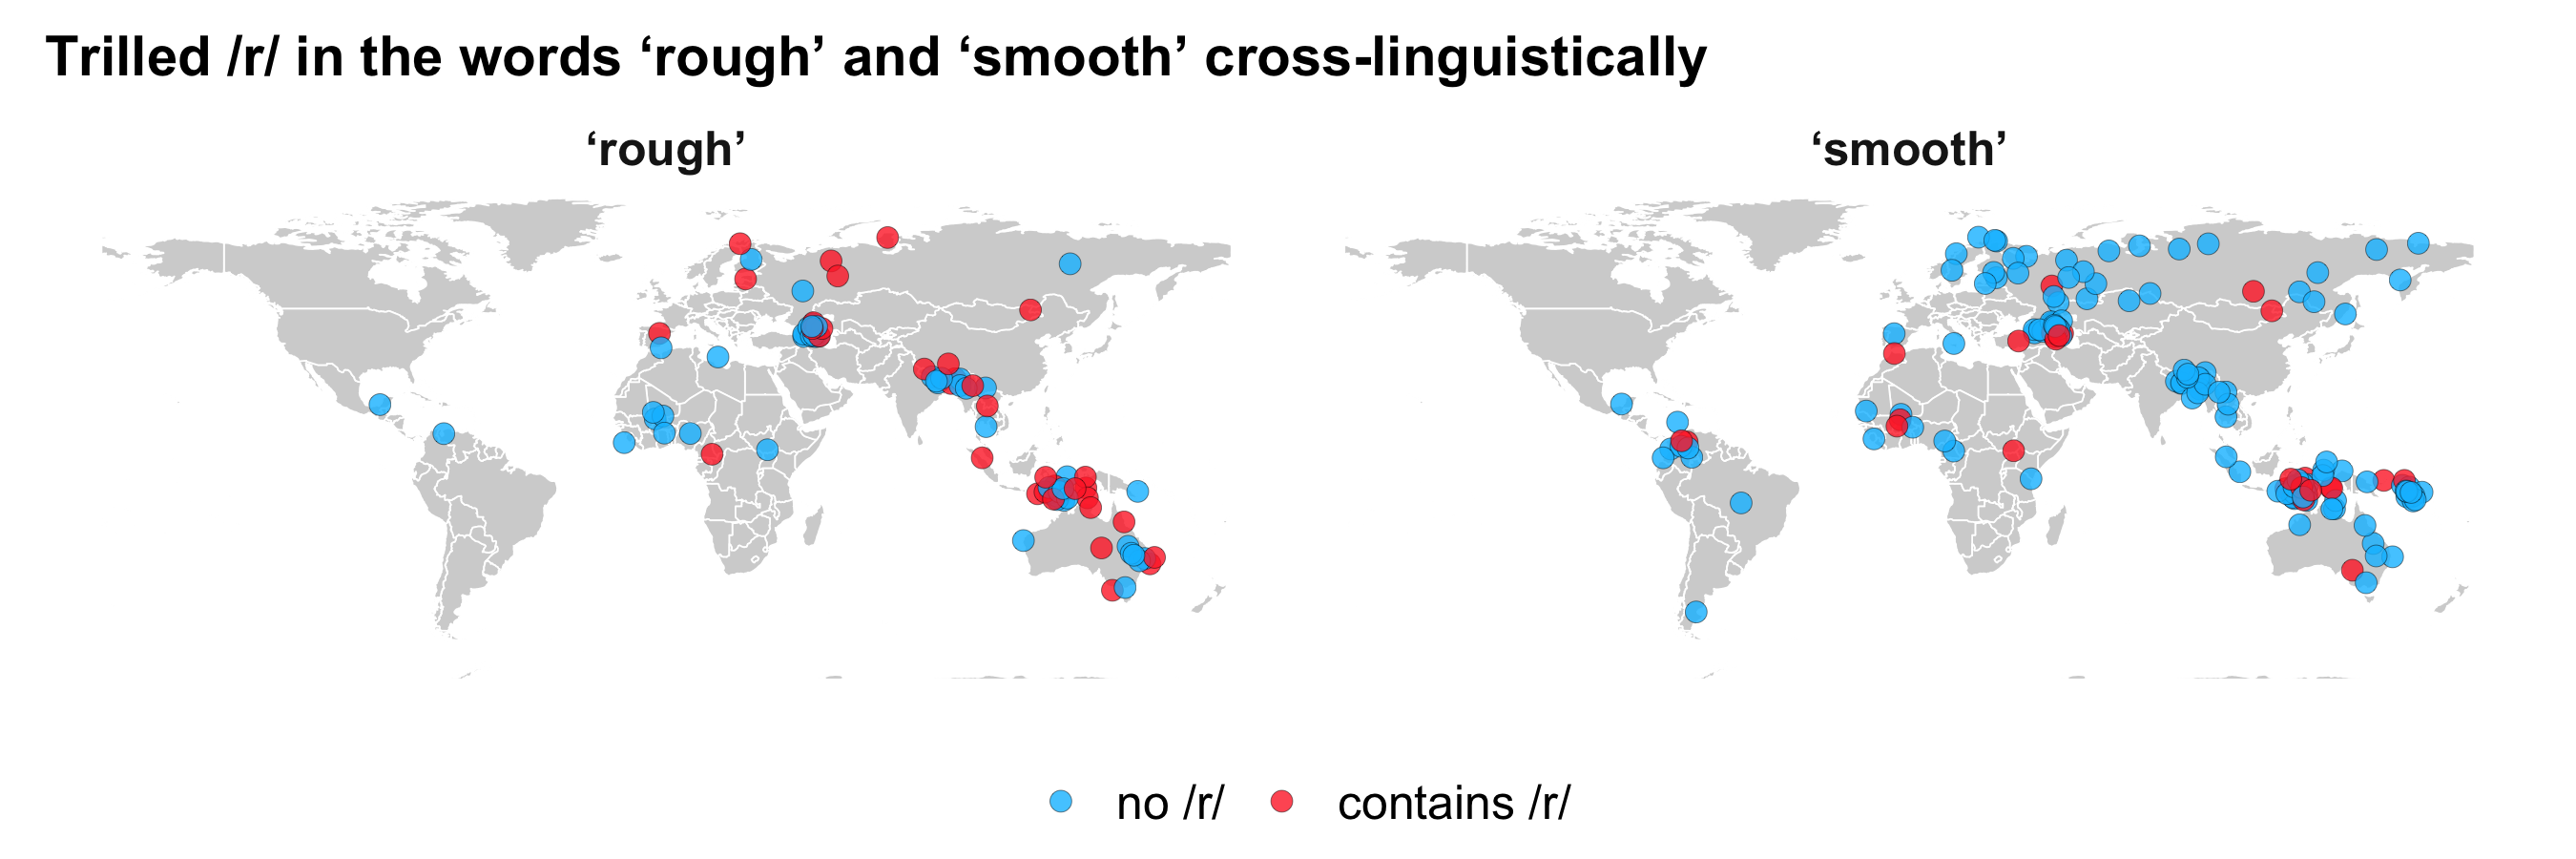 Trilled /r/ in the words ‘rough’ and ‘smooth’ cross-linguistically
‘rough’
‘smooth’
no /r/
contains /r/